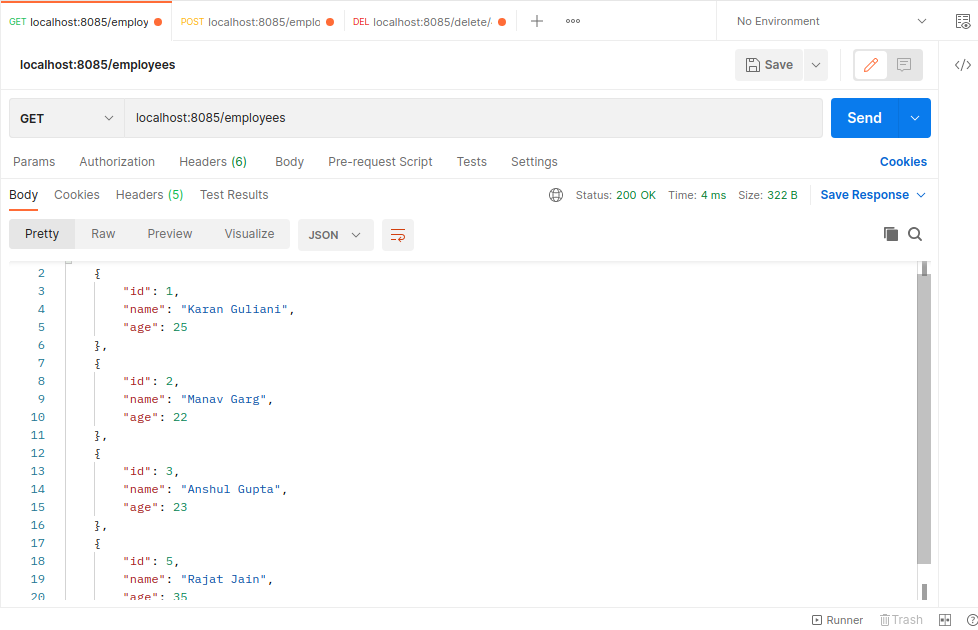 GET localhost:8085/employ POST localhost:8085/emplo DEL localhost:8085/delete/ No Environment
localhost:8085/employees Save
GET localhost:8085/employees Send
Params Authorization Headers (6) Body Pre-request Script Tests Settings Cookies
Body Cookies Headers (5) Test Results Status: 200 OK Time: 4 ms Size: 322 B Save Response
Pretty Raw Preview Visualize JSON
2 {
3 "id": 1,
4 "name": "Karan Guliani",
5 "age": 25
6 },
7 {
8 "id": 2,
9 "name": "Manav Garg",
10 "age": 22
11 },
12 {
13 "id": 3,
14 "name": "Anshul Gupta",
15 "age": 23
16 },
17 {
18 "id": 5,
19 "name": "Rajat Jain",
20 "age": 35
Runner Trash